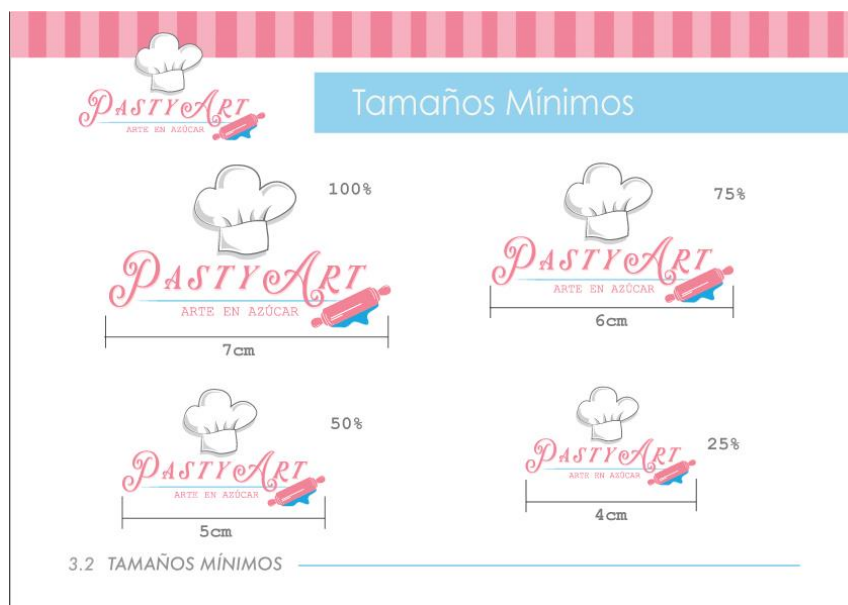 PastyArt
ARTE EN AZÚCAR
Tamaños Mínimos
100%
PastyArt
ARTE EN AZÚCAR
7cm
75%
PastyArt
ARTE EN AZÚCAR
6cm
50%
PastyArt
ARTE EN AZÚCAR
5cm
25%
PastyArt
ARTE EN AZÚCAR
4cm
3.2 TAMAÑOS MÍNIMOS